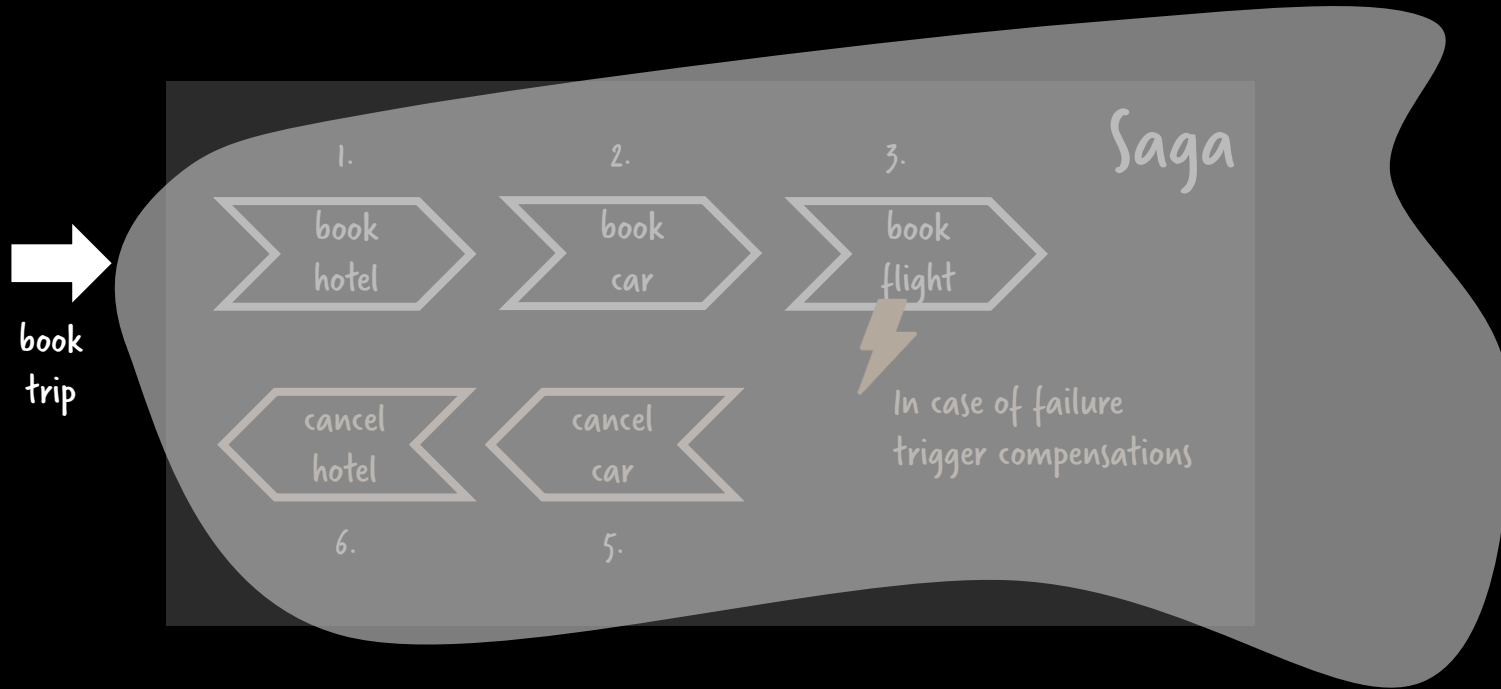 Saga
1.
2.
3.
book
hotel
book
car
book
flight
book
trip
cancel
hotel
cancel
car
In case of failure
trigger compensations
6.
5.